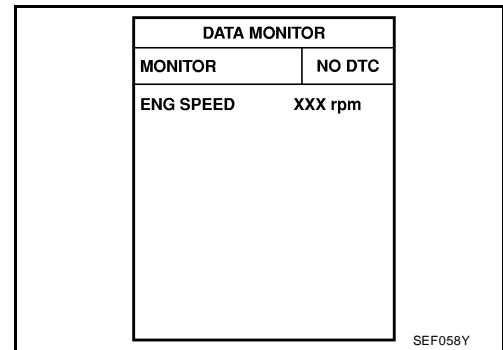 DATA MONITOR
MONITOR NO DTC
ENG SPEED XXX rpm
SEF058Y